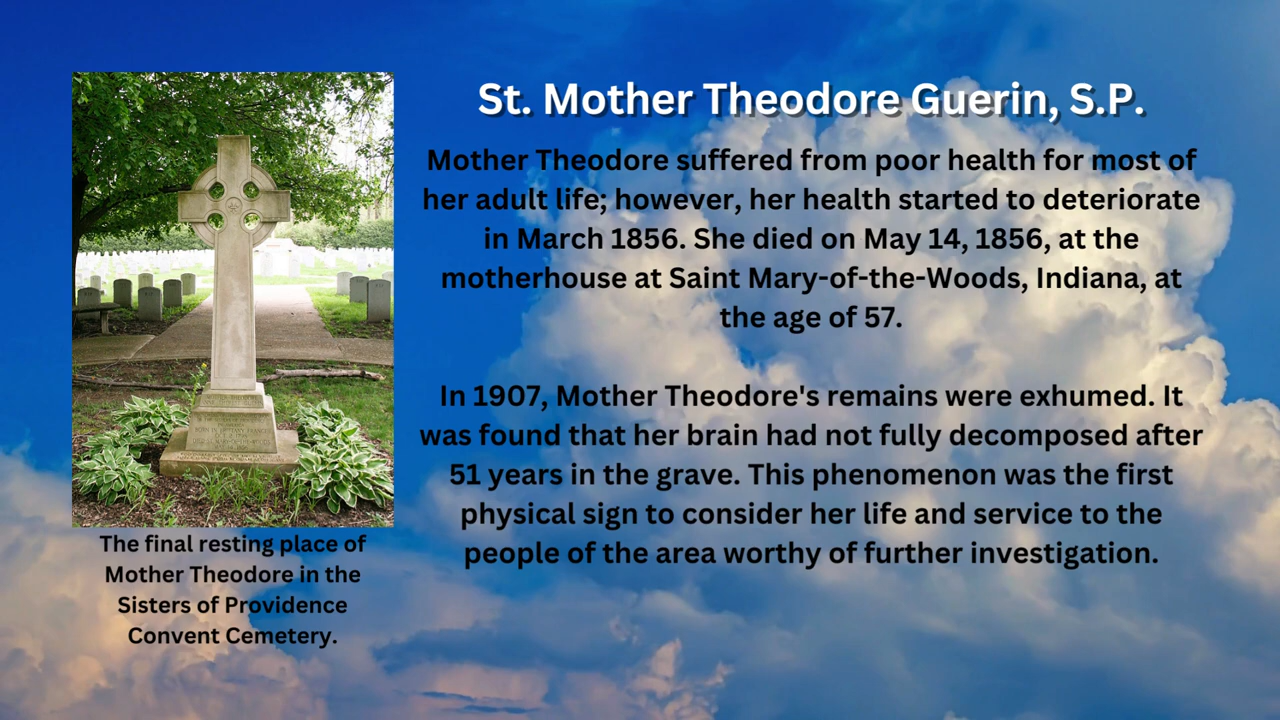 St. Mother Theodore Guerin, S.P.
Mother Theodore suffered from poor health for most of
her adult life; however, her health started to deteriorate
in March 1856. She died on May 14, 1856, at the
motherhouse at Saint Mary-of-the-Woods, Indiana, at
the age of 57.
In 1907, Mother Theodore's remains were exhumed. It
was found that her brain had not fully decomposed after
51 years in the grave. This phenomenon was the first
physical sign to consider her life and service to the
people of the area worthy of further investigation.
The final resting place of
Mother Theodore in the
Sisters of Providence
Convent Cemetery.